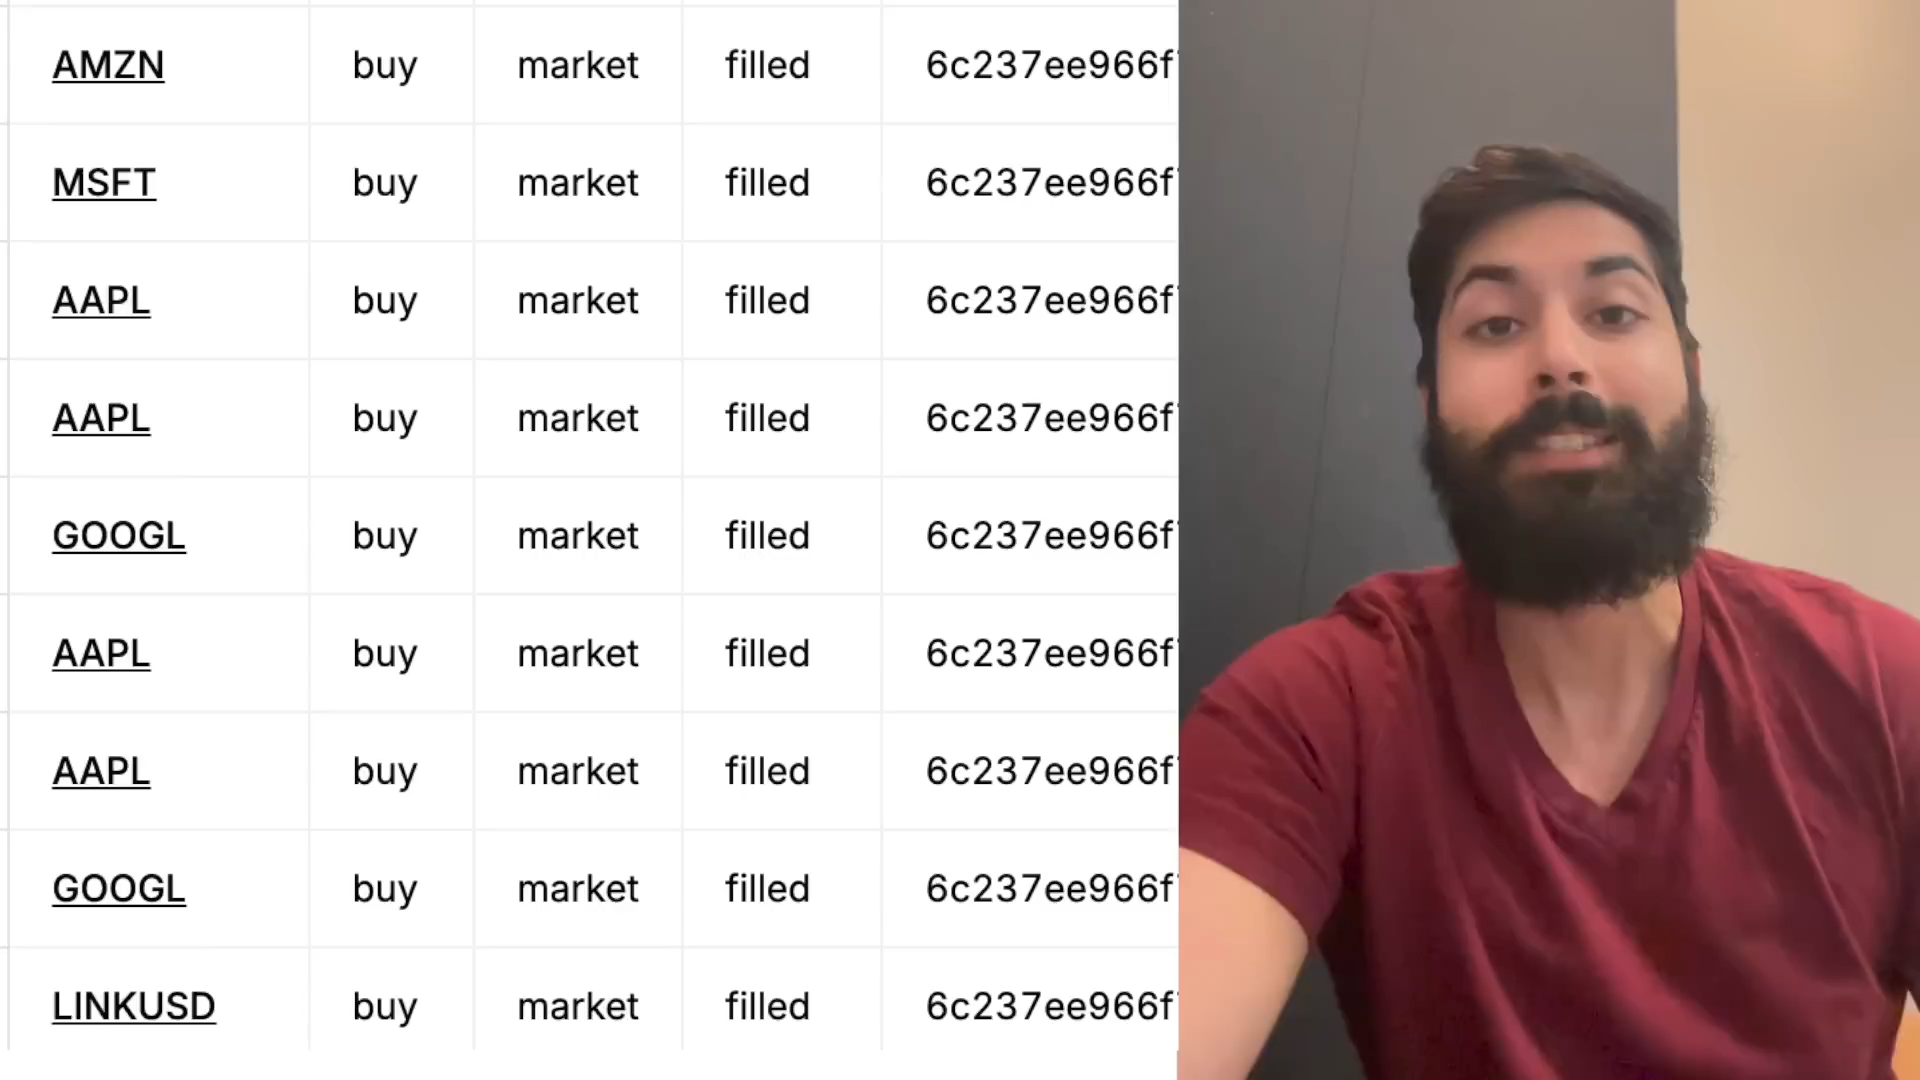 AMZN buy market filled 6c237ee966f
MSFT buy market filled 6c237ee966f
AAPL buy market filled 6c237ee966f
AAPL buy market filled 6c237ee966f
GOOGL buy market filled 6c237ee966f
AAPL buy market filled 6c237ee966f
AAPL buy market filled 6c237ee966f
GOOGL buy market filled 6c237ee966f
LINKUSD buy market filled 6c237ee966f